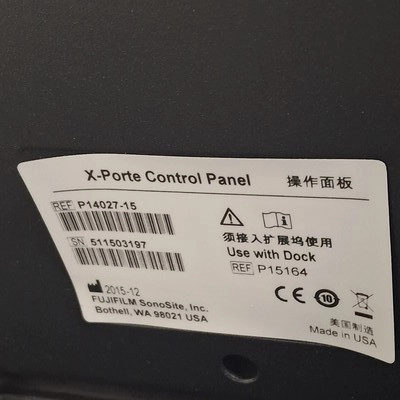 X-Porte Control Panel 操作面板
REF P14027-15
SN 511503197
2015-12
FUJIFILM SonoSite, Inc.
Bothell, WA 98021 USA
须接入扩展坞使用
Use with Dock
REF P15164
CE 10
美国制造
Made in USA